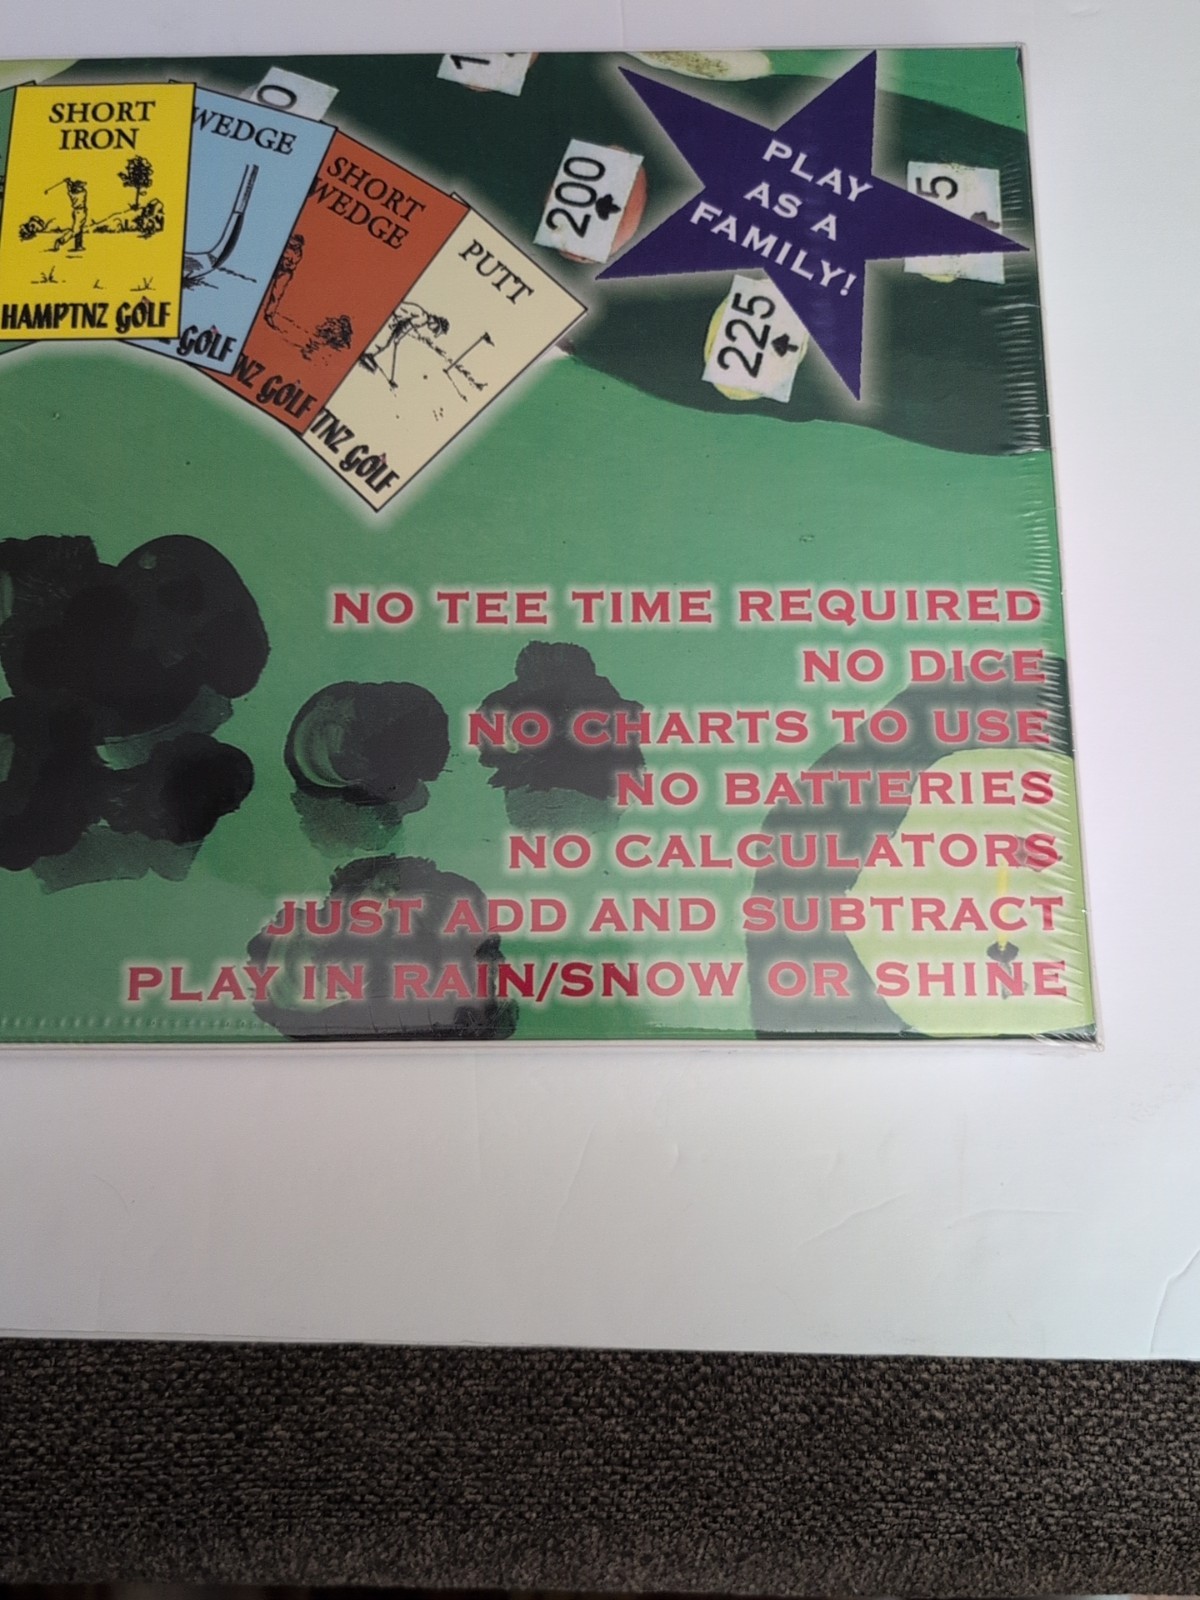 SHORT
IRON
HAMPTNZ GOLF
WEDGE
GOLF
SHORT
WEDGE
NZ GOLF
PUTT
TNZ GOLF
0
200
225
5
PLAY
AS A
FAMILY!
NO TEE TIME REQUIRED
NO DICE
NO CHARTS TO USE
NO BATTERIES
NO CALCULATORS
JUST ADD AND SUBTRACT
PLAY IN RAIN/SNOW OR SHINE